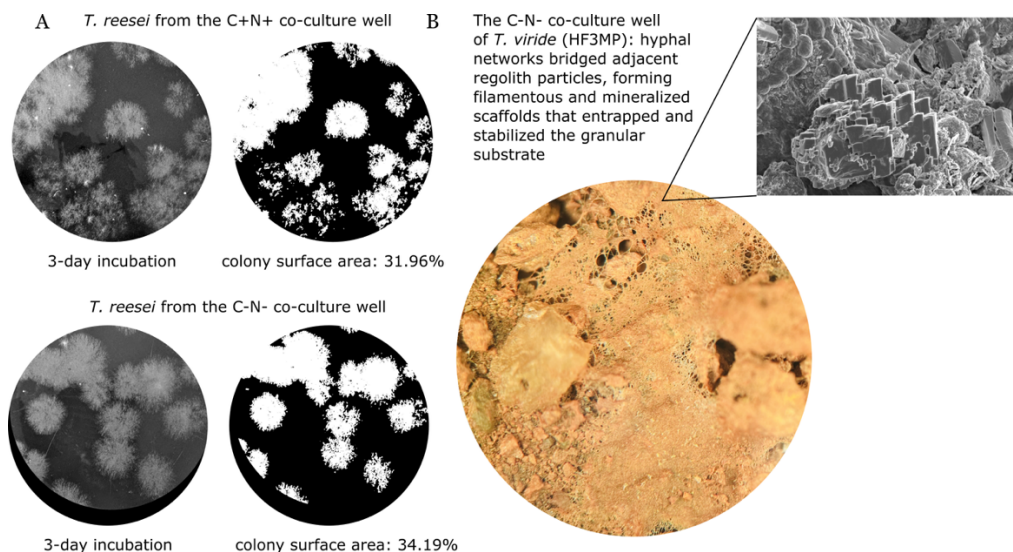 A
T. reesei from the C+N+ co-culture well
3-day incubation
colony surface area: 31.96%
T. reesei from the C-N- co-culture well
3-day incubation
colony surface area: 34.19%
B
The C-N- co-culture well
of T. viride (HF3MP): hyphal
networks bridged adjacent
regolith particles, forming
filamentous and mineralized
scaffolds that entrapped and
stabilized the granular
substrate